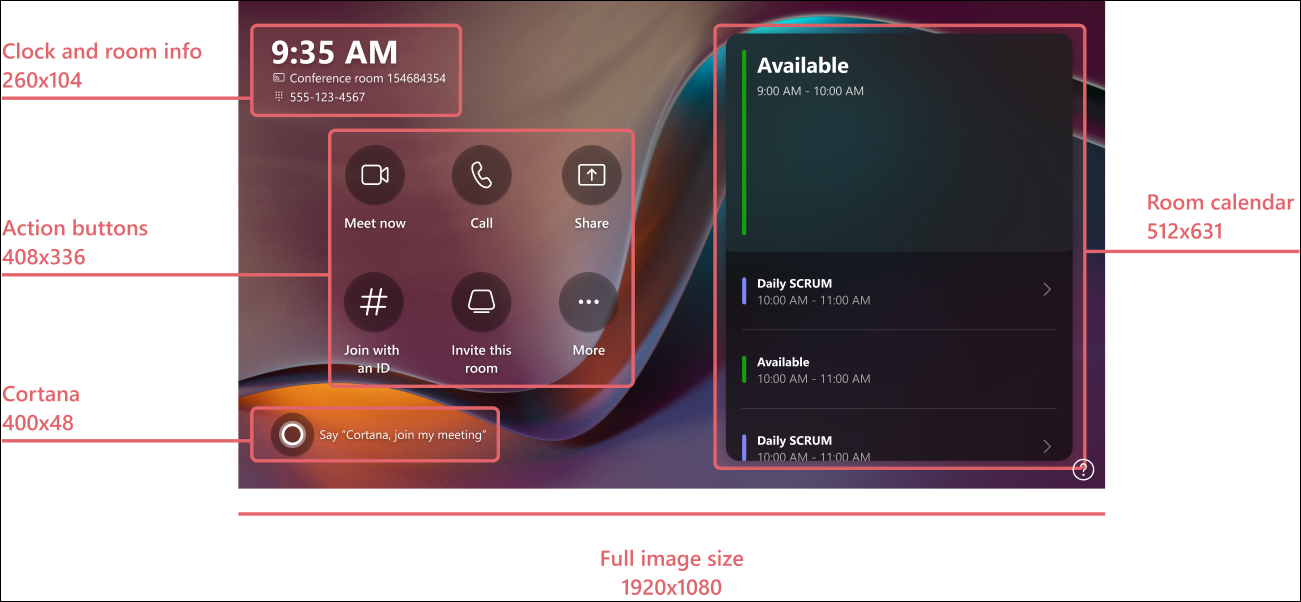 Clock and room info
260x104
Action buttons
408x336
Cortana
400x48
9:35 AM
Conference room 154684354
555-123-4567
Meet now
Call
Share
#
Join with
an ID
Invite this
room
More
Say “Cortana, join my meeting”
Available
9:00 AM - 10:00 AM
Daily SCRUM
10:00 AM - 11:00 AM
Available
10:00 AM - 11:00 AM
Daily SCRUM
10:00 AM - 11:00 AM
?
Room calendar
512x631
Full image size
1920x1080